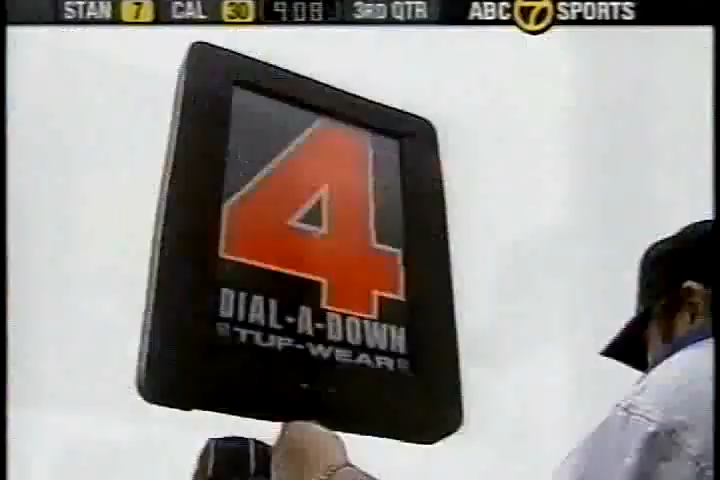 STAN 7 CAL 30 9:08 3RD QTR ABC 7 SPORTS
4
DIAL-A-DOWN
TUF-WEAR